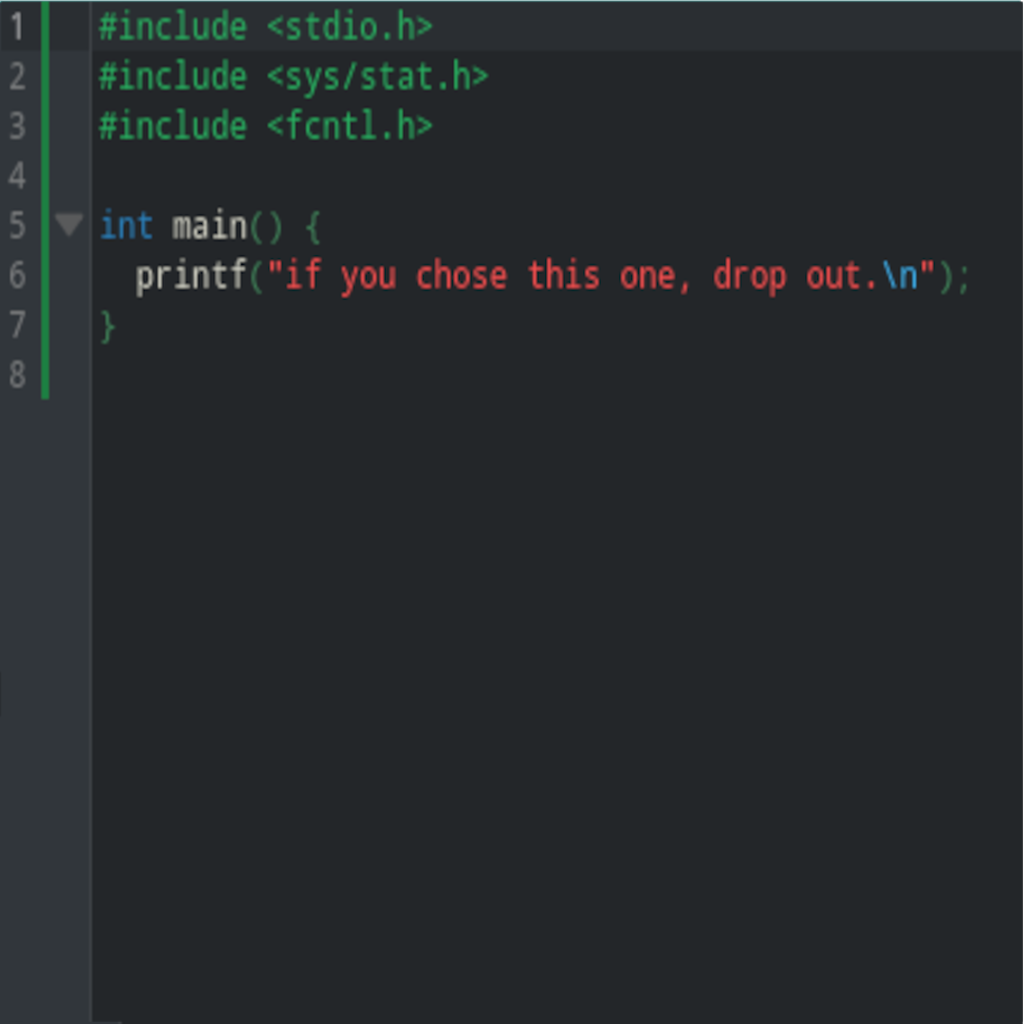 1 #include <stdio.h>
2 #include <sys/stat.h>
3 #include <fcntl.h>
4
5 int main() {
6   printf("if you chose this one, drop out.\n");
7 }
8